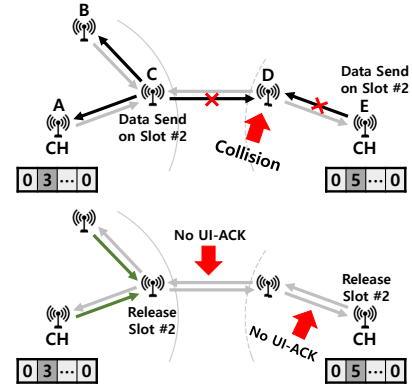 B
C
D
A
Data Send
on Slot #2
Data Send
on Slot #2
E
CH
Collision
CH
0 3 ... 0
0 5 ... 0
No UI-ACK
Release
Slot #2
Release
Slot #2
CH
No UI-ACK
CH
0 3 ... 0
0 5 ... 0